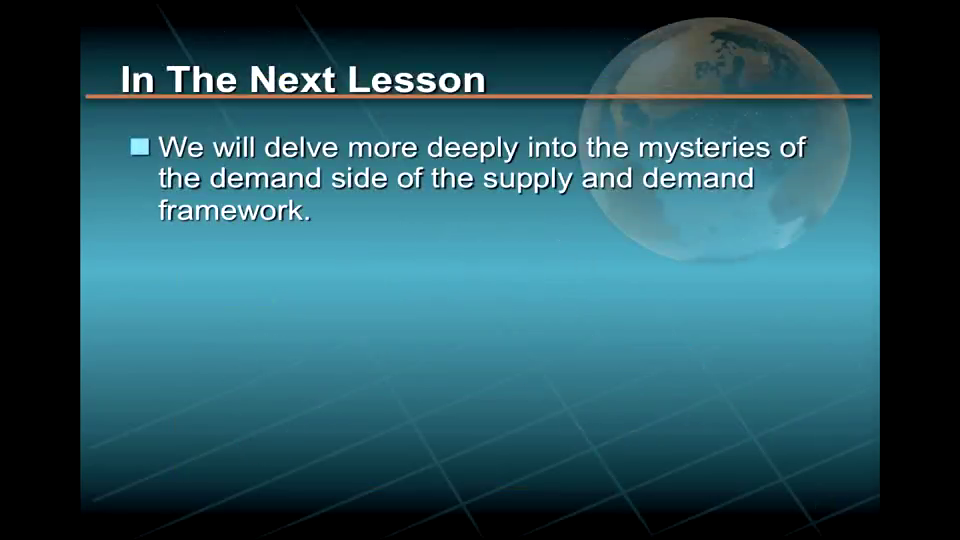 In The Next Lesson
We will delve more deeply into the mysteries of
the demand side of the supply and demand
framework.